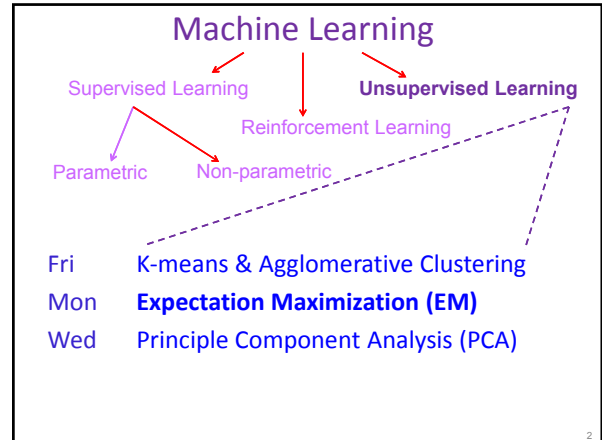 Machine Learning
Supervised Learning Unsupervised Learning
Reinforcement Learning
Parametric Non-parametric
Fri K-means & Agglomerative Clustering
Mon Expectation Maximization (EM)
Wed Principle Component Analysis (PCA)
2